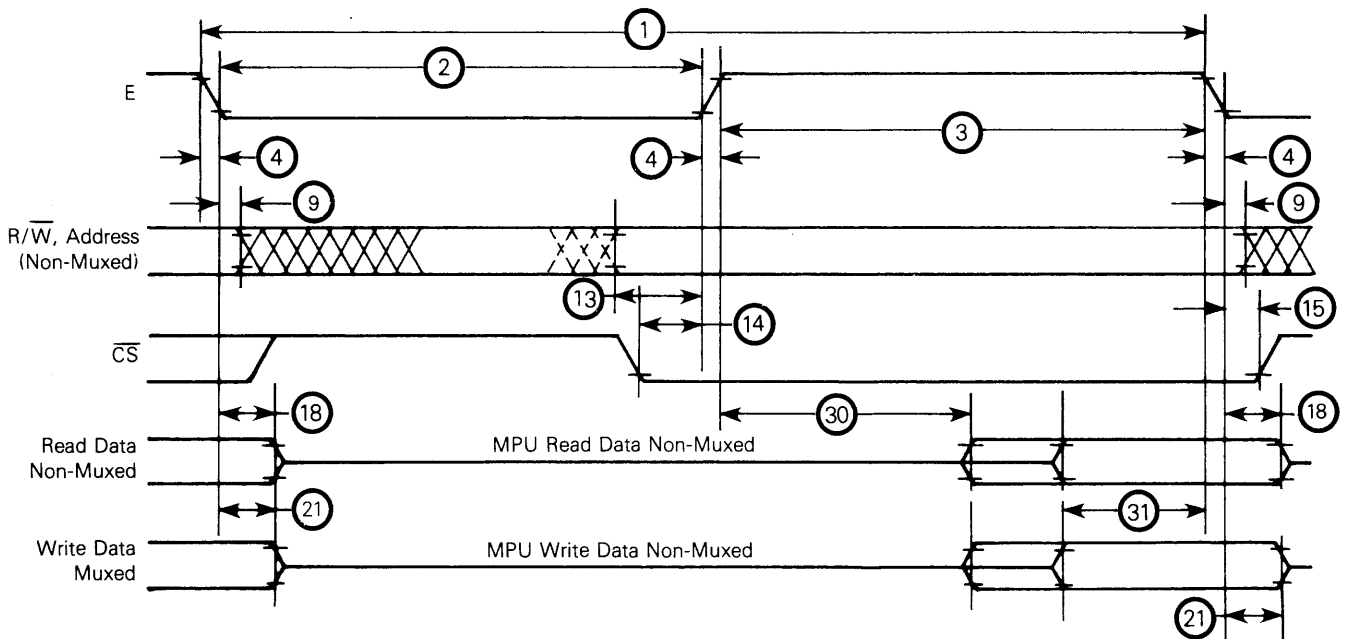 1
2
E
3
4
4
4
9
9
R/W̅, Address
(Non-Muxed)
13
14
15
C̅S̅
18
30
18
Read Data
Non-Muxed
MPU Read Data Non-Muxed
21
31
Write Data
Muxed
MPU Write Data Non-Muxed
21